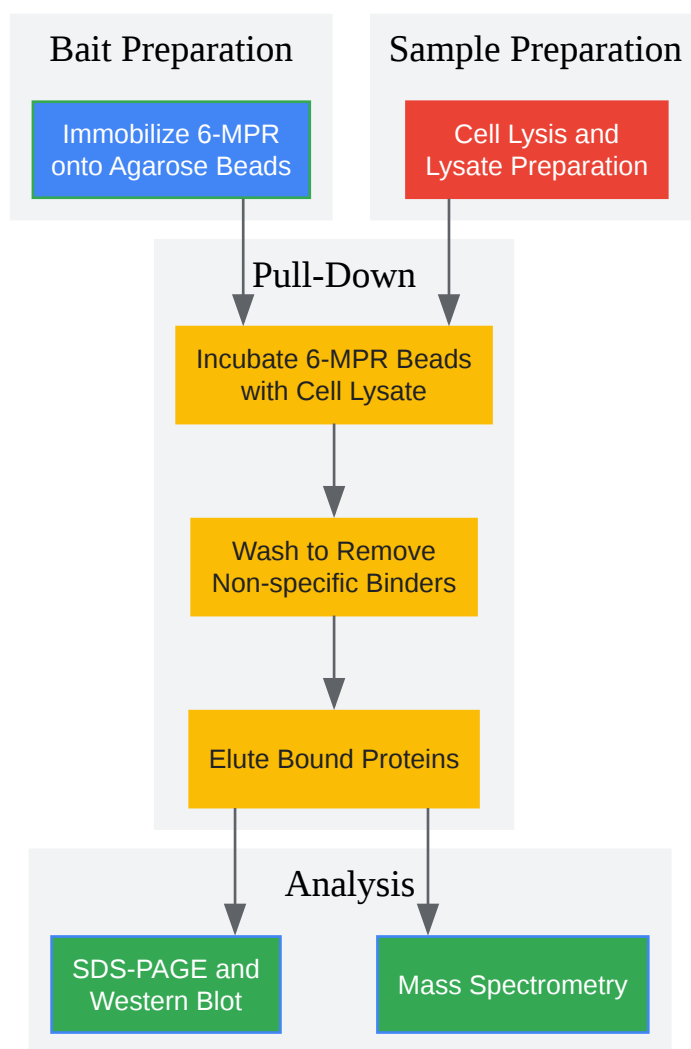 Bait Preparation
Sample Preparation
Immobilize 6-MPR
onto Agarose Beads
Cell Lysis and
Lysate Preparation
Pull-Down
Incubate 6-MPR Beads
with Cell Lysate
Wash to Remove
Non-specific Binders
Elute Bound Proteins
Analysis
SDS-PAGE and
Western Blot
Mass Spectrometry